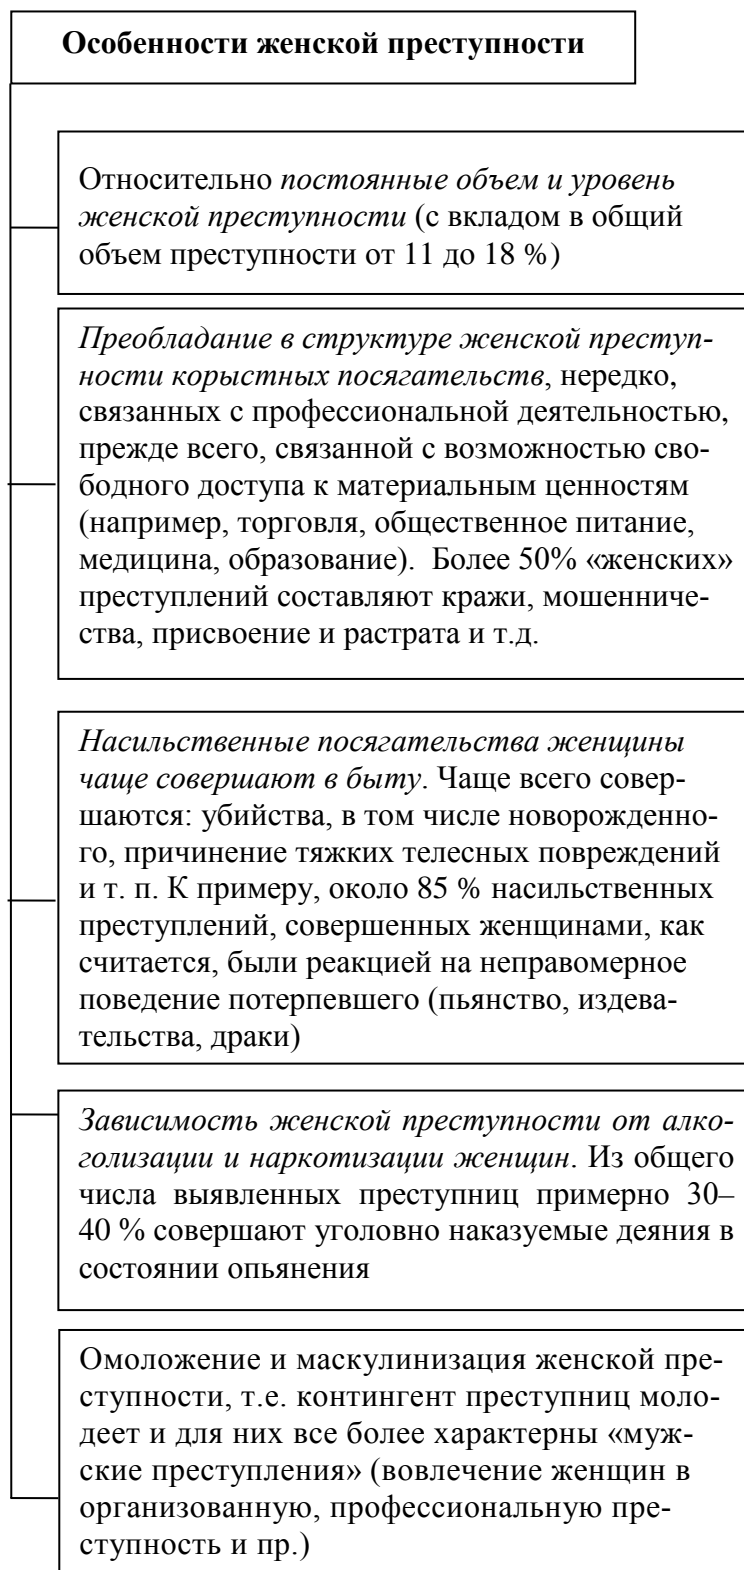 Особенности женской преступности
Относительно постоянные объем и уровень
женской преступности (с вкладом в общий
объем преступности от 11 до 18 %)
Преобладание в структуре женской преступ-
ности корыстных посягательств, нередко,
связанных с профессиональной деятельностью,
прежде всего, связанной с возможностью сво-
бодного доступа к материальным ценностям
(например, торговля, общественное питание,
медицина, образование). Более 50% «женских»
преступлений составляют кражи, мошенниче-
ства, присвоение и растрата и т.д.
Насильственные посягательства женщины
чаще совершают в быту. Чаще всего совер-
шаются: убийства, в том числе новорожденно-
го, причинение тяжких телесных повреждений
и т. п. К примеру, около 85 % насильственных
преступлений, совершенных женщинами, как
считается, были реакцией на неправомерное
поведение потерпевшего (пьянство, издева-
тельства, драки)
Зависимость женской преступности от алко-
голизации и наркотизации женщин. Из общего
числа выявленных преступниц примерно 30–
40 % совершают уголовно наказуемые деяния в
состоянии опьянения
Омоложение и маскулинизация женской пре-
ступности, т.е. контингент преступниц моло-
деет и для них все более характерны «муж-
ские преступления» (вовлечение женщин в
организованную, профессиональную пре-
ступность и пр.)